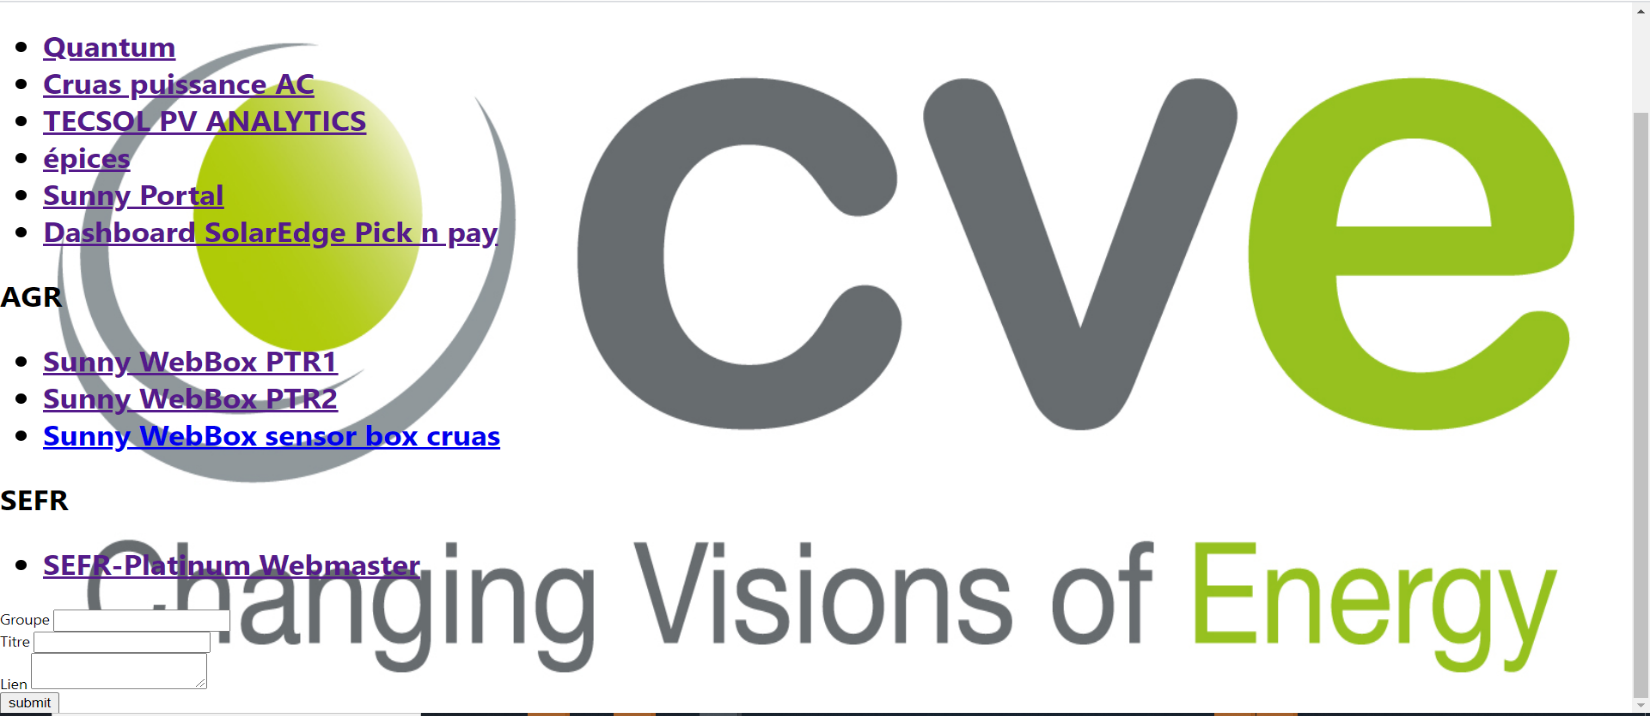 Quantum
Cruas puissance AC
TECSOL PV ANALYTICS
épices
Sunny Portal
Dashboard SolarEdge Pick n pay
cve
AGR
Sunny WebBox PTR1
Sunny WebBox PTR2
Sunny WebBox sensor box cruas
SEFR
SEFR-Platinum Webmaster
Changing Visions of Energy
Groupe
Titre
Lien
submit